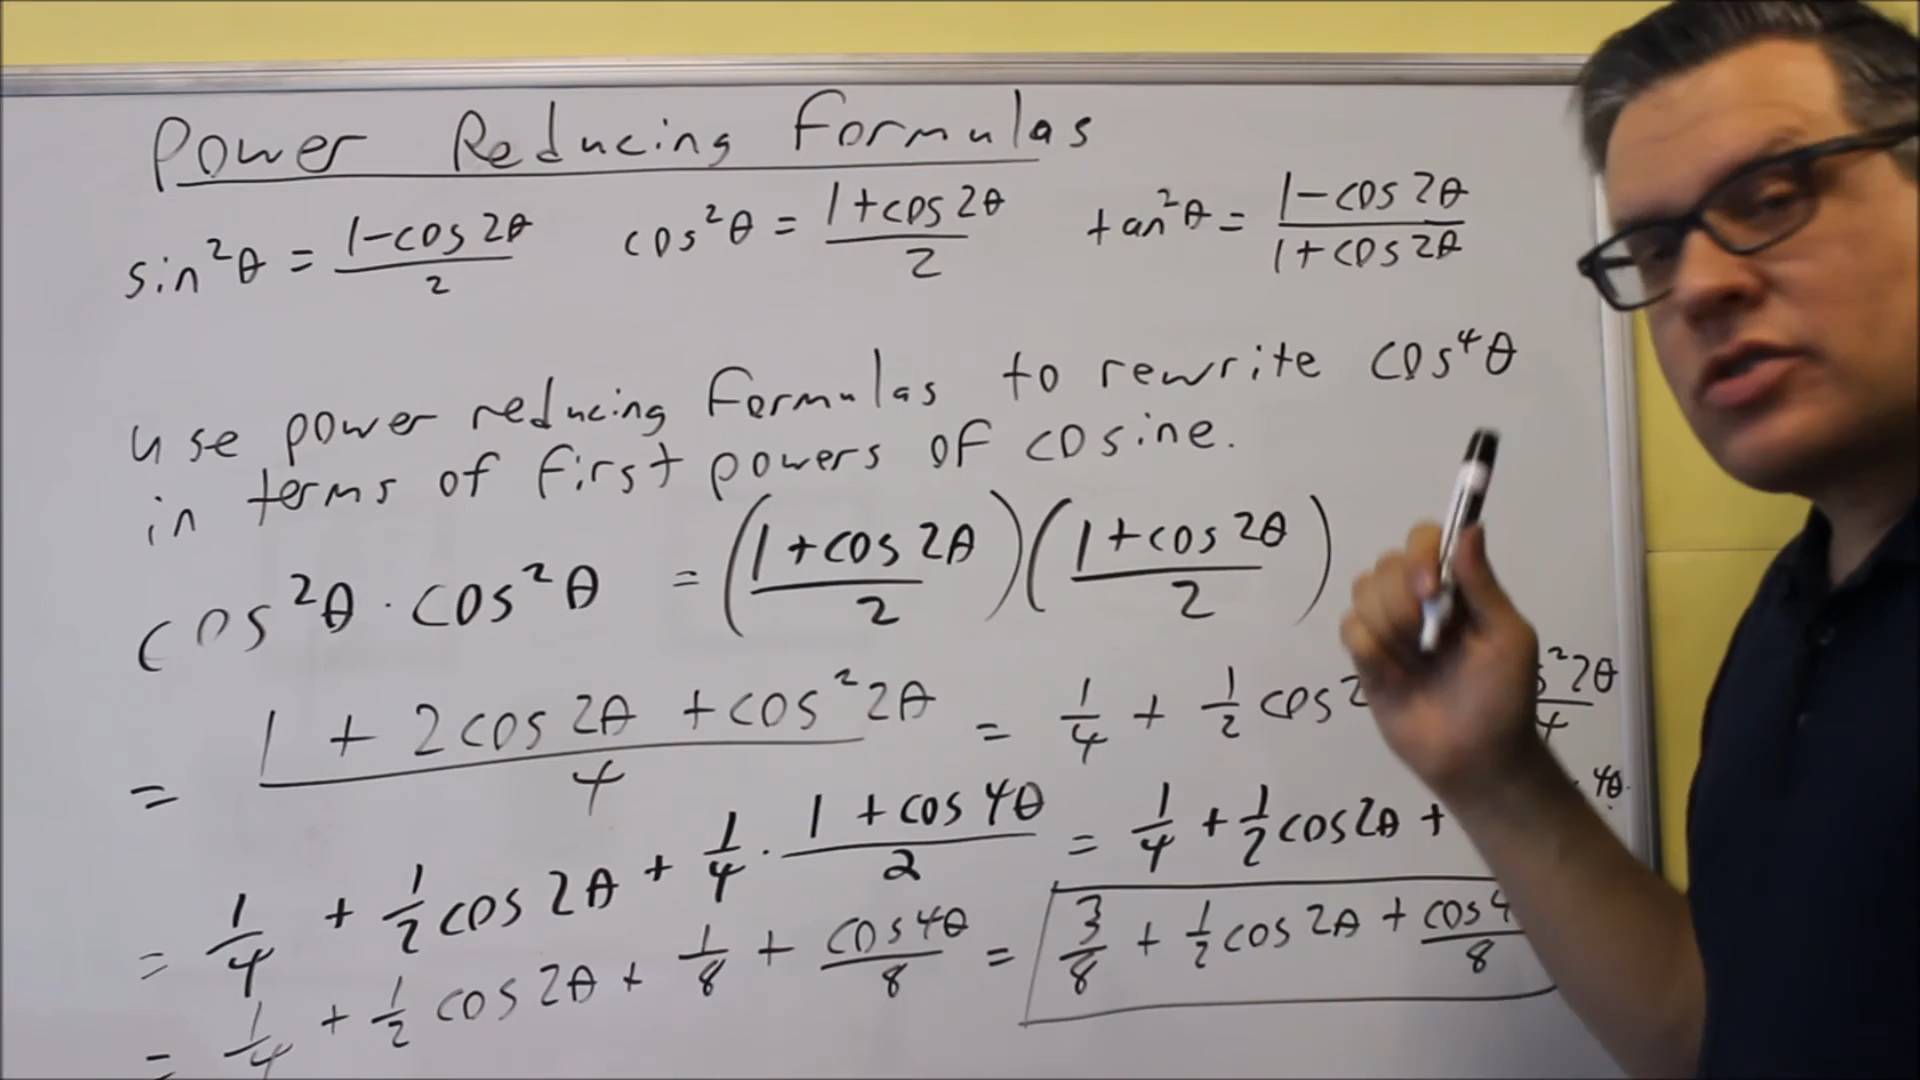 Power Reducing Formulas
sin²θ = 1-cos 2θ / 2    cos²θ = 1+cos 2θ / 2    tan²θ = 1-cos 2θ / 1+cos 2θ
use power reducing formulas to rewrite cos⁴θ
in terms of first powers of cosine.
cos²θ · cos²θ = (1+cos 2θ / 2)(1+cos 2θ / 2)
= 1 + 2cos 2θ + cos²2θ / 4 = 1/4 + 1/2 cos 2 ²2θ / 4
= 1/4 + 1/2 cos 2θ + 1/4 · 1 + cos 4θ / 2 = 1/4 + 1/2 cos 2θ + 4θ
= 1/4 + 1/2 cos 2θ + 1/8 + cos 4θ / 8 = 3/8 + 1/2 cos 2θ + cos 4 / 8